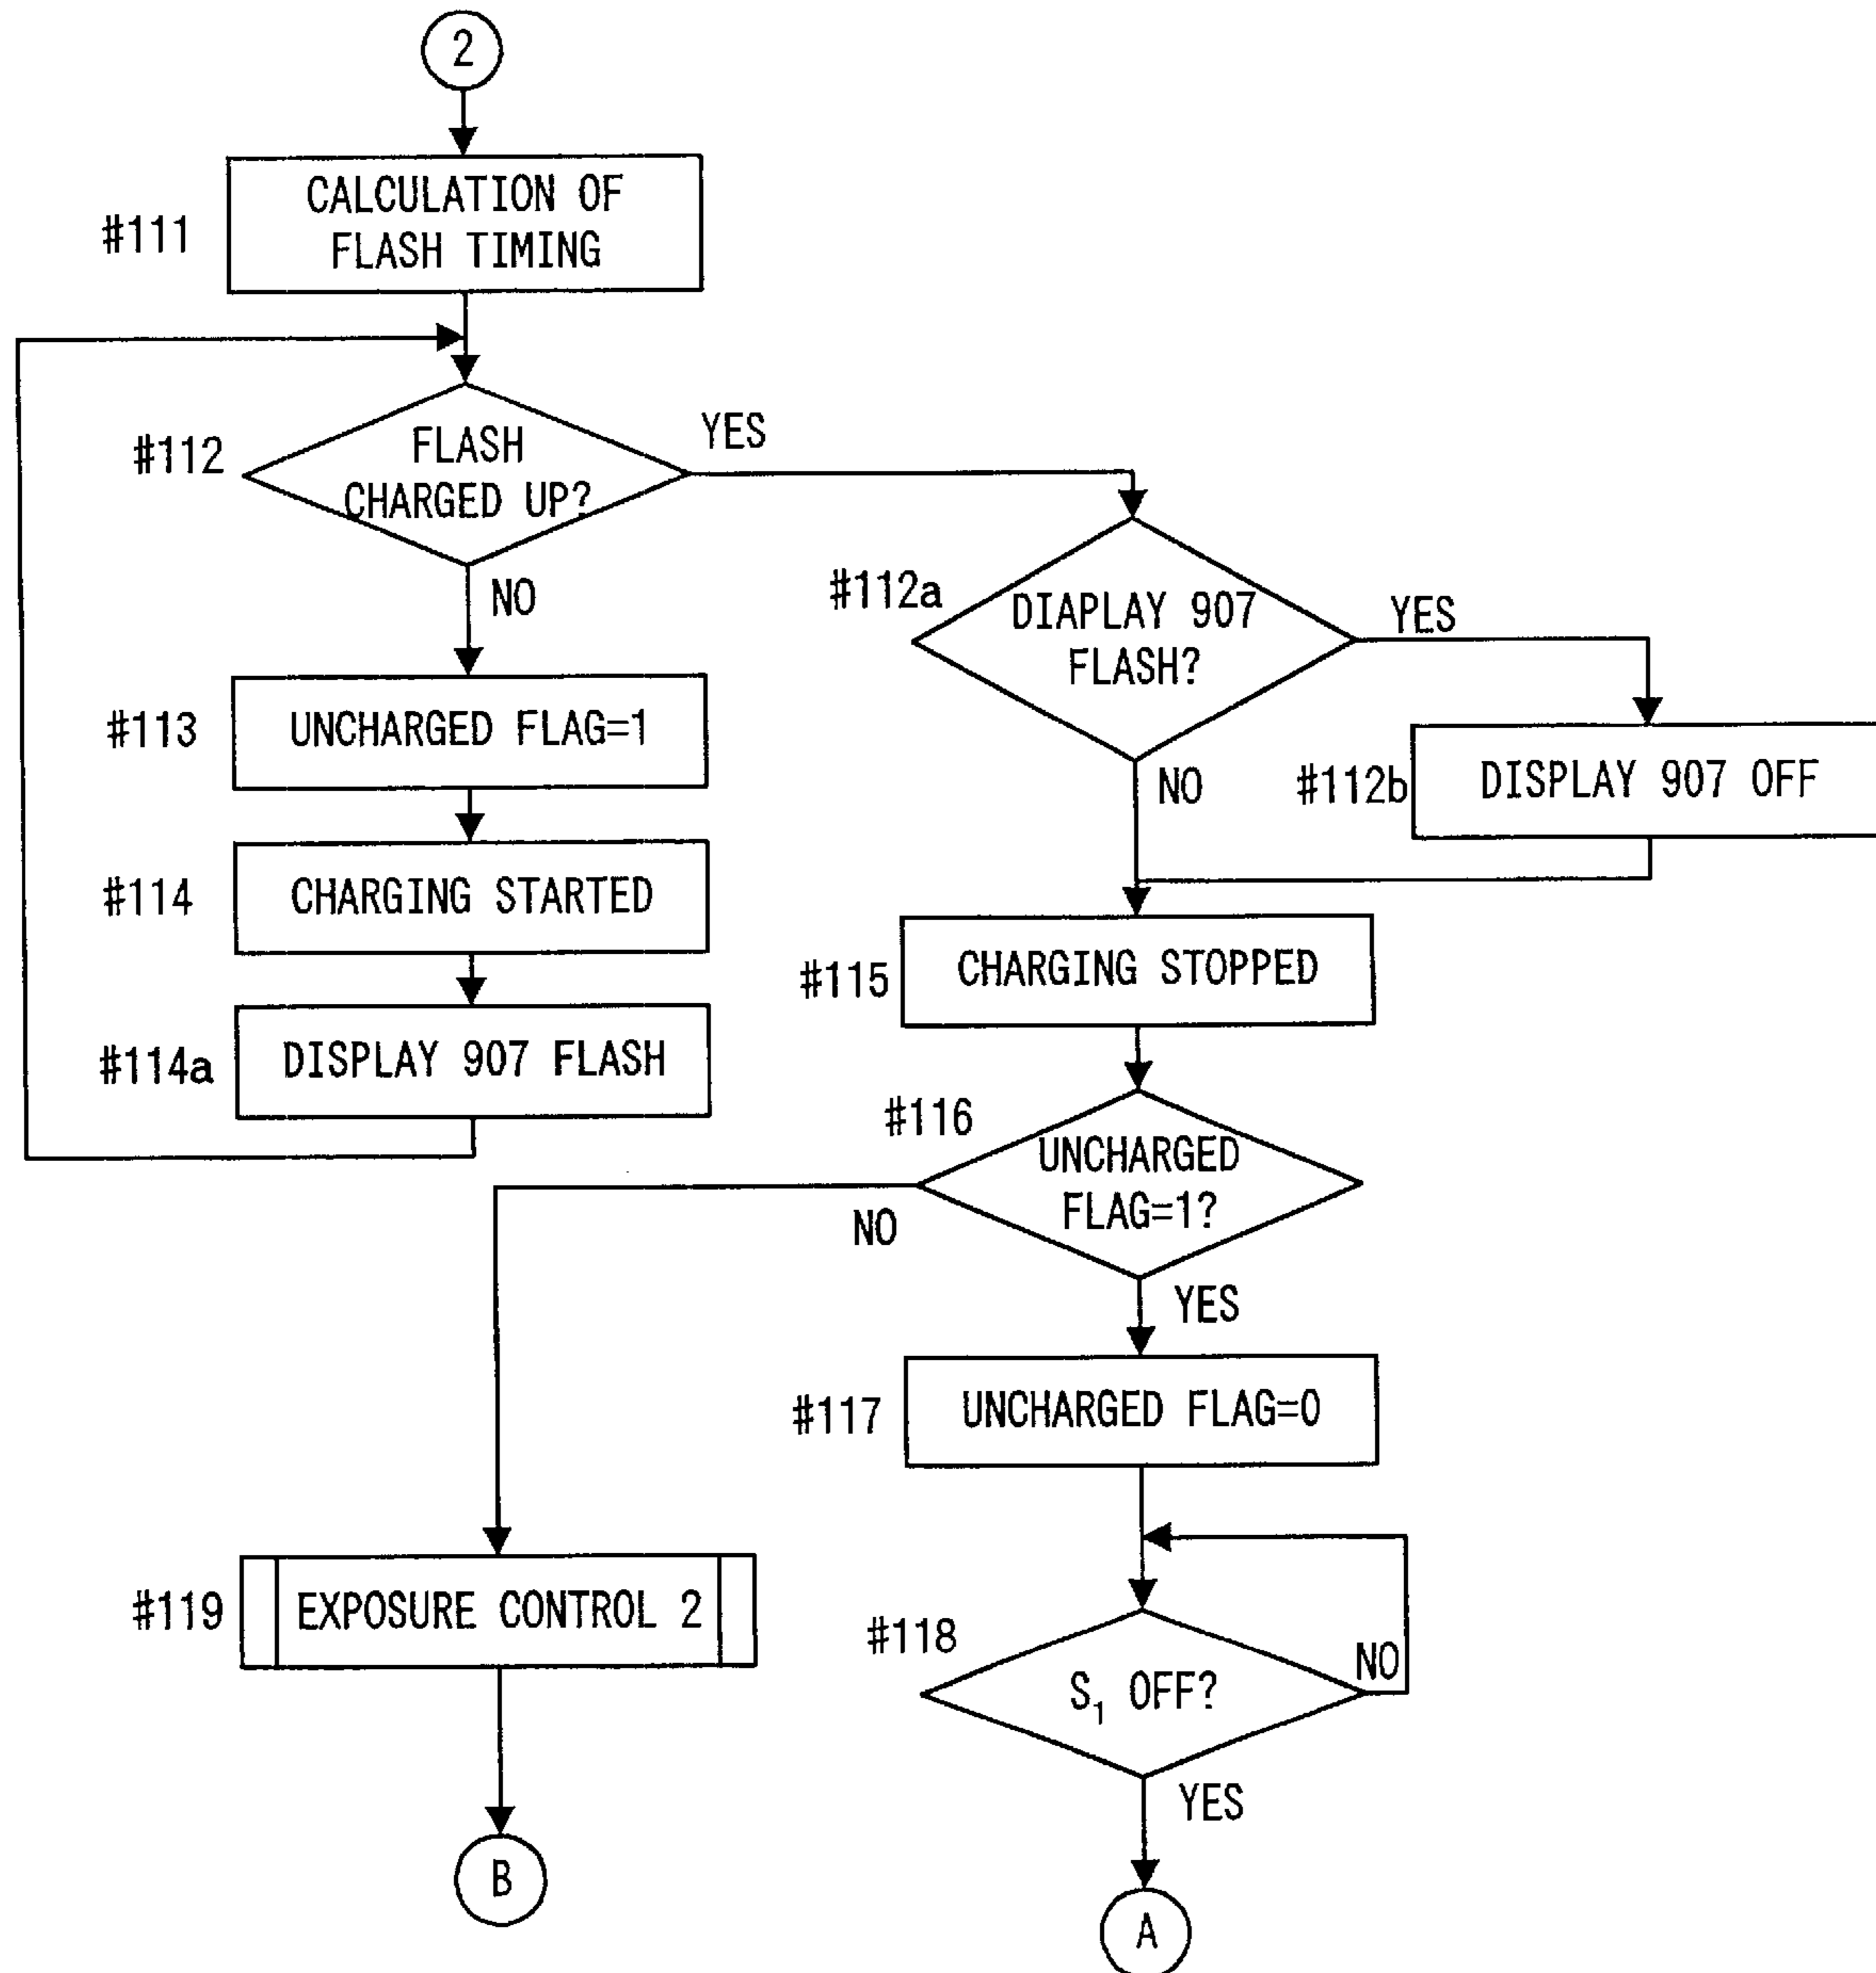 2
#111
CALCULATION OF
FLASH TIMING
#112
FLASH
CHARGED UP?
YES
NO
#112a
DIAPLAY 907
FLASH?
YES
NO
#112b
DISPLAY 907 OFF
#113
UNCHARGED FLAG=1
#114
CHARGING STARTED
#114a
DISPLAY 907 FLASH
#115
CHARGING STOPPED
#116
UNCHARGED
FLAG=1?
NO
YES
#117
UNCHARGED FLAG=0
#119
EXPOSURE CONTROL 2
#118
S₁ OFF?
NO
YES
B
A